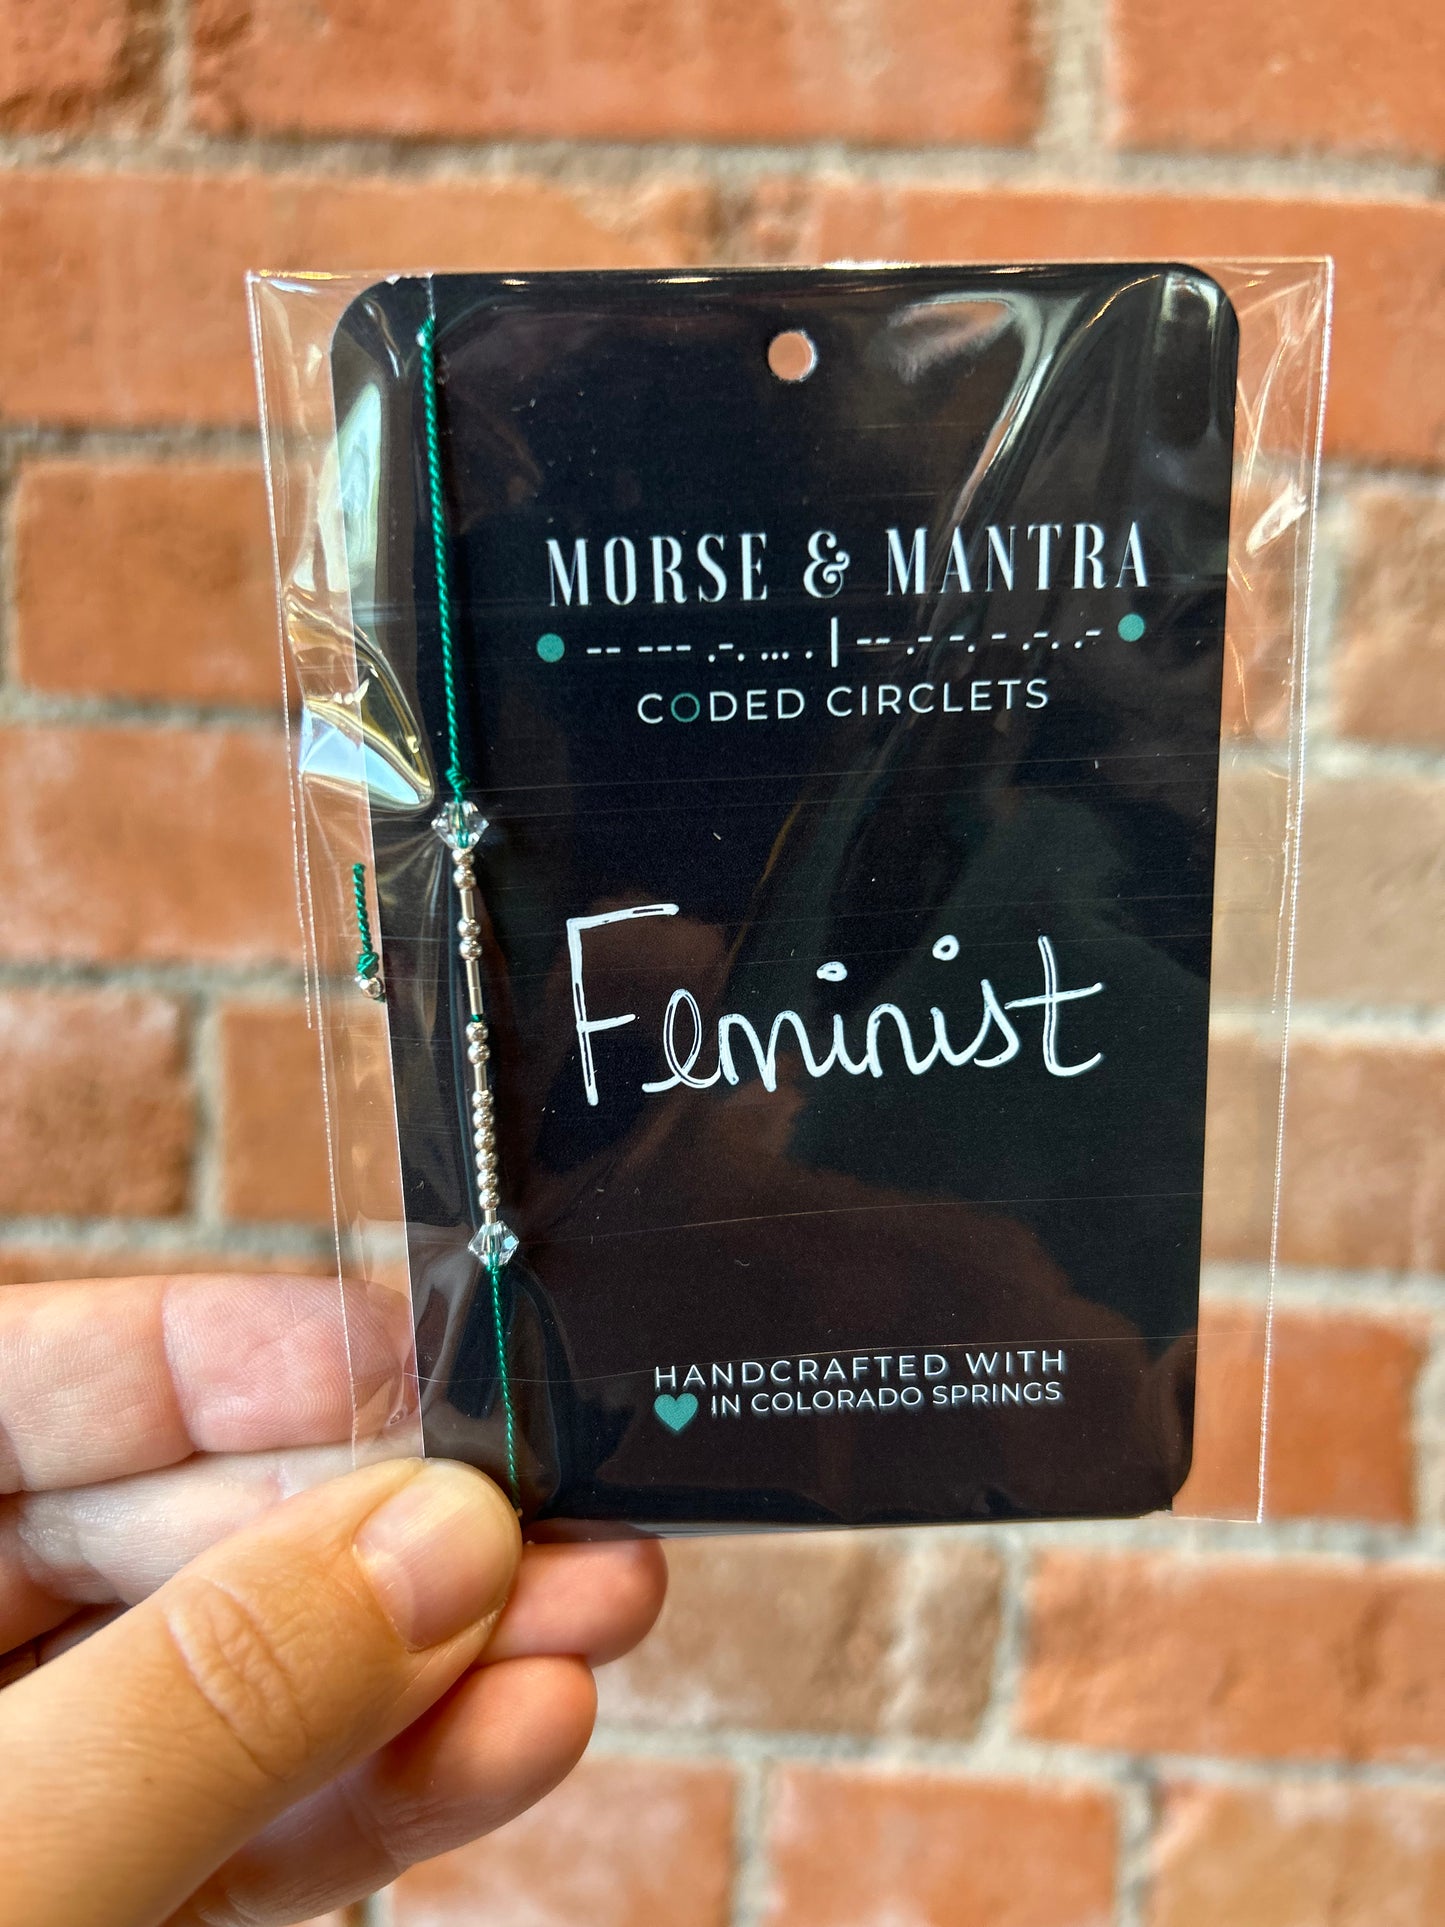 MORSE & MANTRA
-- --- .-. ... . | -- .- -. - .-. .-
CODED CIRCLETS
Feminist
HANDCRAFTED WITH
IN COLORADO SPRINGS